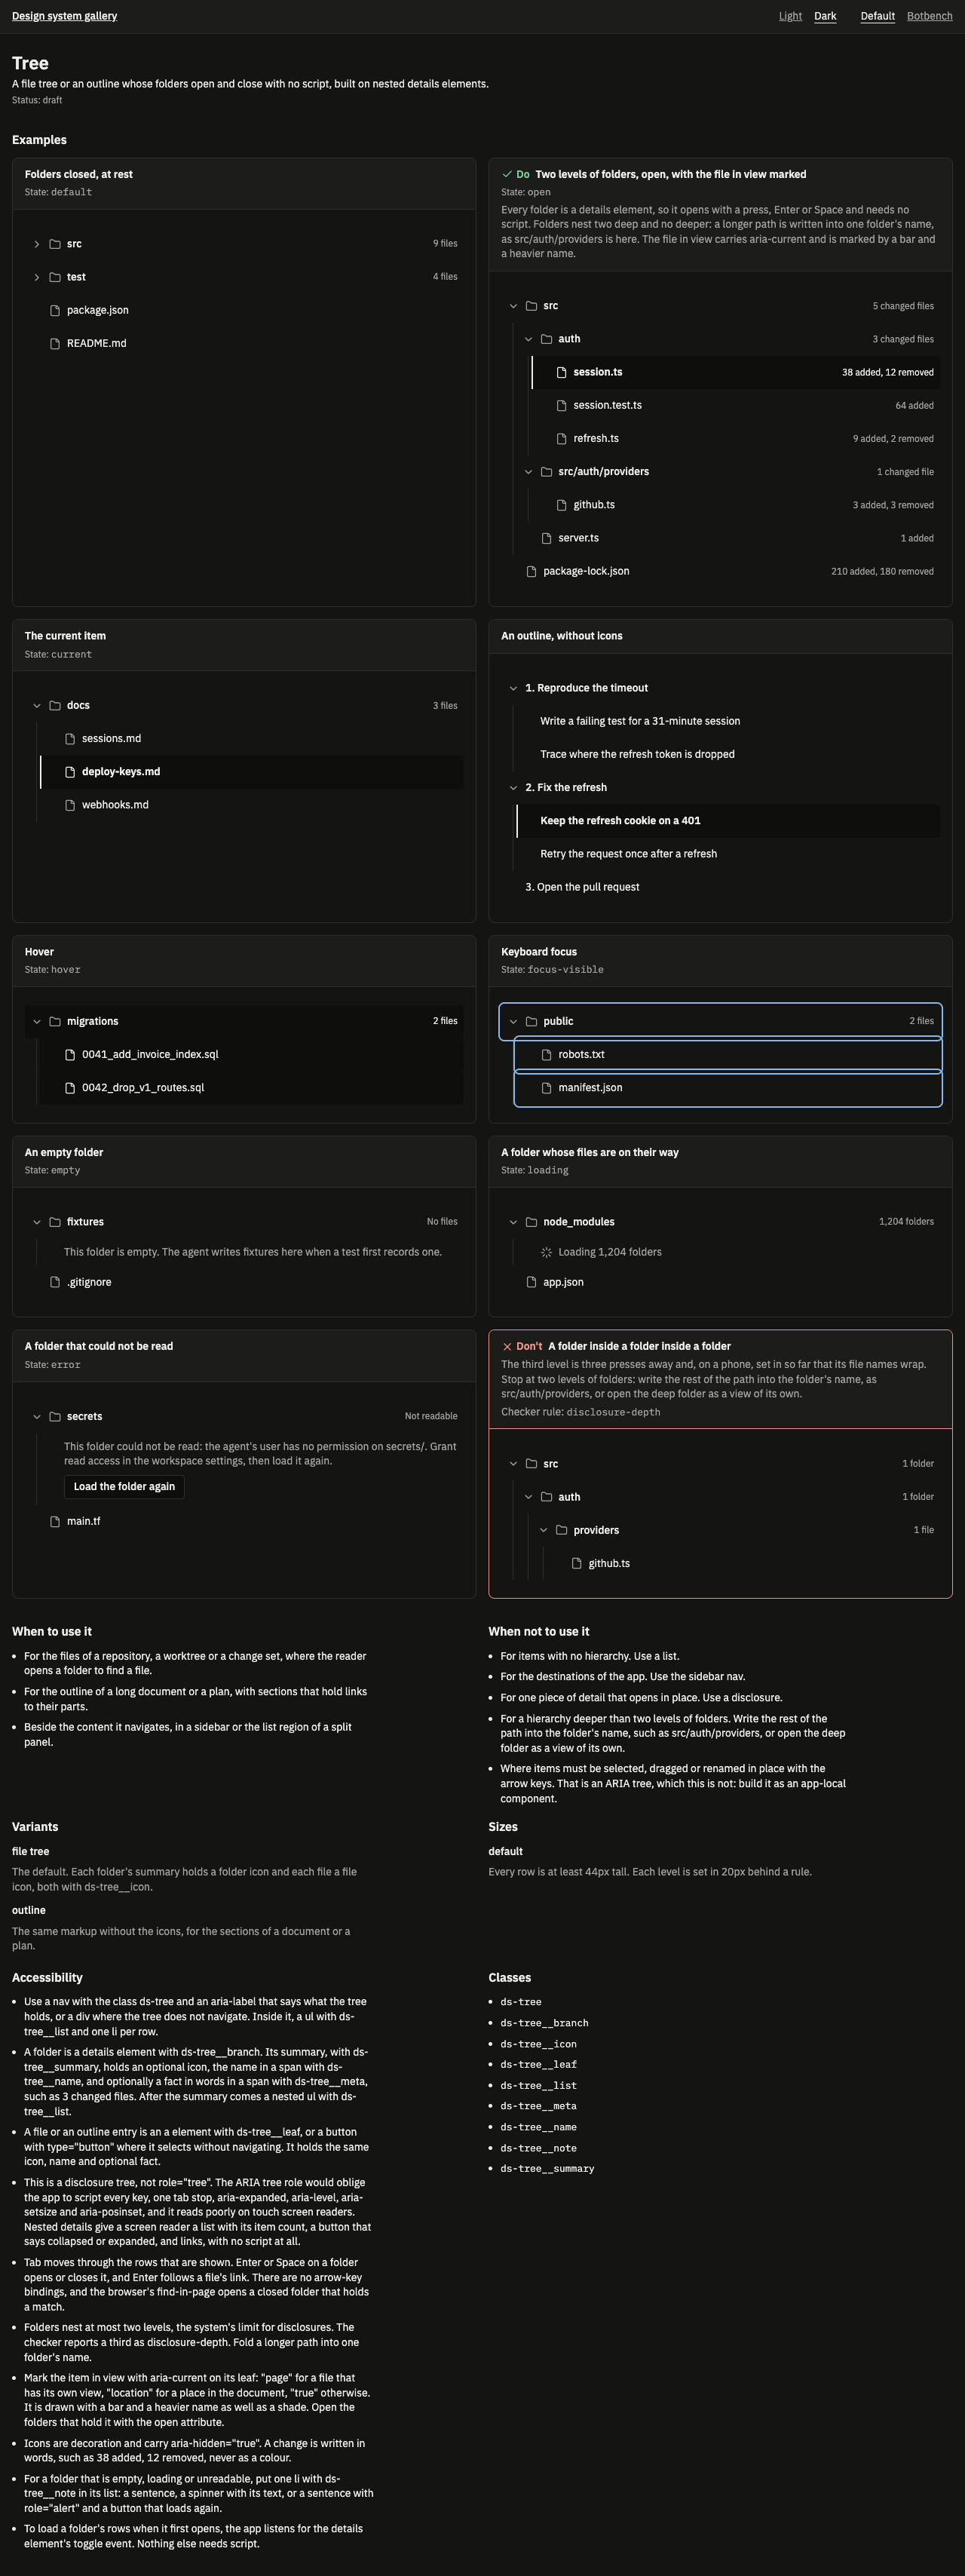 Design system gallery
Light Dark Default Botbench
Tree
A file tree or an outline whose folders open and close with no script, built on nested details elements.
Status: draft
Examples
Folders closed, at rest
State: default
src 9 files
test 4 files
package.json
README.md
Do Two levels of folders, open, with the file in view marked
State: open
Every folder is a details element, so it opens with a press, Enter or Space and needs no
script. Folders nest two deep and no deeper: a longer path is written into one folder's name,
as src/auth/providers is here. The file in view carries aria-current and is marked by a bar and
a heavier name.
src 5 changed files
auth 3 changed files
session.ts 38 added, 12 removed
session.test.ts 64 added
refresh.ts 9 added, 2 removed
src/auth/providers 1 changed file
github.ts 3 added, 3 removed
server.ts 1 added
package-lock.json 210 added, 180 removed
The current item
State: current
docs 3 files
sessions.md
deploy-keys.md
webhooks.md
An outline, without icons
1. Reproduce the timeout
Write a failing test for a 31-minute session
Trace where the refresh token is dropped
2. Fix the refresh
Keep the refresh cookie on a 401
Retry the request once after a refresh
3. Open the pull request
Hover
State: hover
migrations 2 files
0041_add_invoice_index.sql
0042_drop_v1_routes.sql
Keyboard focus
State: focus-visible
public 2 files
robots.txt
manifest.json
An empty folder
State: empty
fixtures No files
This folder is empty. The agent writes fixtures here when a test first records one.
.gitignore
A folder whose files are on their way
State: loading
node_modules 1,204 folders
Loading 1,204 folders
app.json
A folder that could not be read
State: error
secrets Not readable
This folder could not be read: the agent's user has no permission on secrets/. Grant
read access in the workspace settings, then load it again.
Load the folder again
main.tf
Don't A folder inside a folder inside a folder
The third level is three presses away and, on a phone, set in so far that its file names wrap.
Stop at two levels of folders: write the rest of the path into the folder's name, as
src/auth/providers, or open the deep folder as a view of its own.
Checker rule: disclosure-depth
src 1 folder
auth 1 folder
providers 1 file
github.ts
When to use it
For the files of a repository, a worktree or a change set, where the reader
opens a folder to find a file.
For the outline of a long document or a plan, with sections that hold links
to their parts.
Beside the content it navigates, in a sidebar or the list region of a split
panel.
When not to use it
For items with no hierarchy. Use a list.
For the destinations of the app. Use the sidebar nav.
For one piece of detail that opens in place. Use a disclosure.
For a hierarchy deeper than two levels of folders. Write the rest of the
path into the folder's name, such as src/auth/providers, or open the deep
folder as a view of its own.
Where items must be selected, dragged or renamed in place with the
arrow keys. That is an ARIA tree, which this is not: build it as an app-local
component.
Variants
file tree
The default. Each folder's summary holds a folder icon and each file a file
icon, both with ds-tree__icon.
outline
The same markup without the icons, for the sections of a document or a
plan.
Sizes
default
Every row is at least 44px tall. Each level is set in 20px behind a rule.
Accessibility
Use a nav with the class ds-tree and an aria-label that says what the tree
holds, or a div where the tree does not navigate. Inside it, a ul with ds-
tree__list and one li per row.
A folder is a details element with ds-tree__branch. Its summary, with ds-
tree__summary, holds an optional icon, the name in a span with ds-
tree__name, and optionally a fact in words in a span with ds-tree__meta,
such as 3 changed files. After the summary comes a nested ul with ds-
tree__list.
A file or an outline entry is an a element with ds-tree__leaf, or a button
with type="button" where it selects without navigating. It holds the same
icon, name and optional fact.
This is a disclosure tree, not role="tree". The ARIA tree role would oblige
the app to script every key, one tab stop, aria-expanded, aria-level, aria-
setsize and aria-posinset, and it reads poorly on touch screen readers.
Nested details give a screen reader a list with its item count, a button that
says collapsed or expanded, and links, with no script at all.
Tab moves through the rows that are shown. Enter or Space on a folder
opens or closes it, and Enter follows a file's link. There are no arrow-key
bindings, and the browser's find-in-page opens a closed folder that holds
a match.
Folders nest at most two levels, the system's limit for disclosures. The
checker reports a third as disclosure-depth. Fold a longer path into one
folder's name.
Mark the item in view with aria-current on its leaf: "page" for a file that
has its own view, "location" for a place in the document, "true" otherwise.
It is drawn with a bar and a heavier name as well as a shade. Open the
folders that hold it with the open attribute.
Icons are decoration and carry aria-hidden="true". A change is written in
words, such as 38 added, 12 removed, never as a colour.
For a folder that is empty, loading or unreadable, put one li with ds-
tree__note in its list: a sentence, a spinner with its text, or a sentence with
role="alert" and a button that loads again.
To load a folder's rows when it first opens, the app listens for the details
element's toggle event. Nothing else needs script.
Classes
ds-tree
ds-tree__branch
ds-tree__icon
ds-tree__leaf
ds-tree__list
ds-tree__meta
ds-tree__name
ds-tree__note
ds-tree__summary